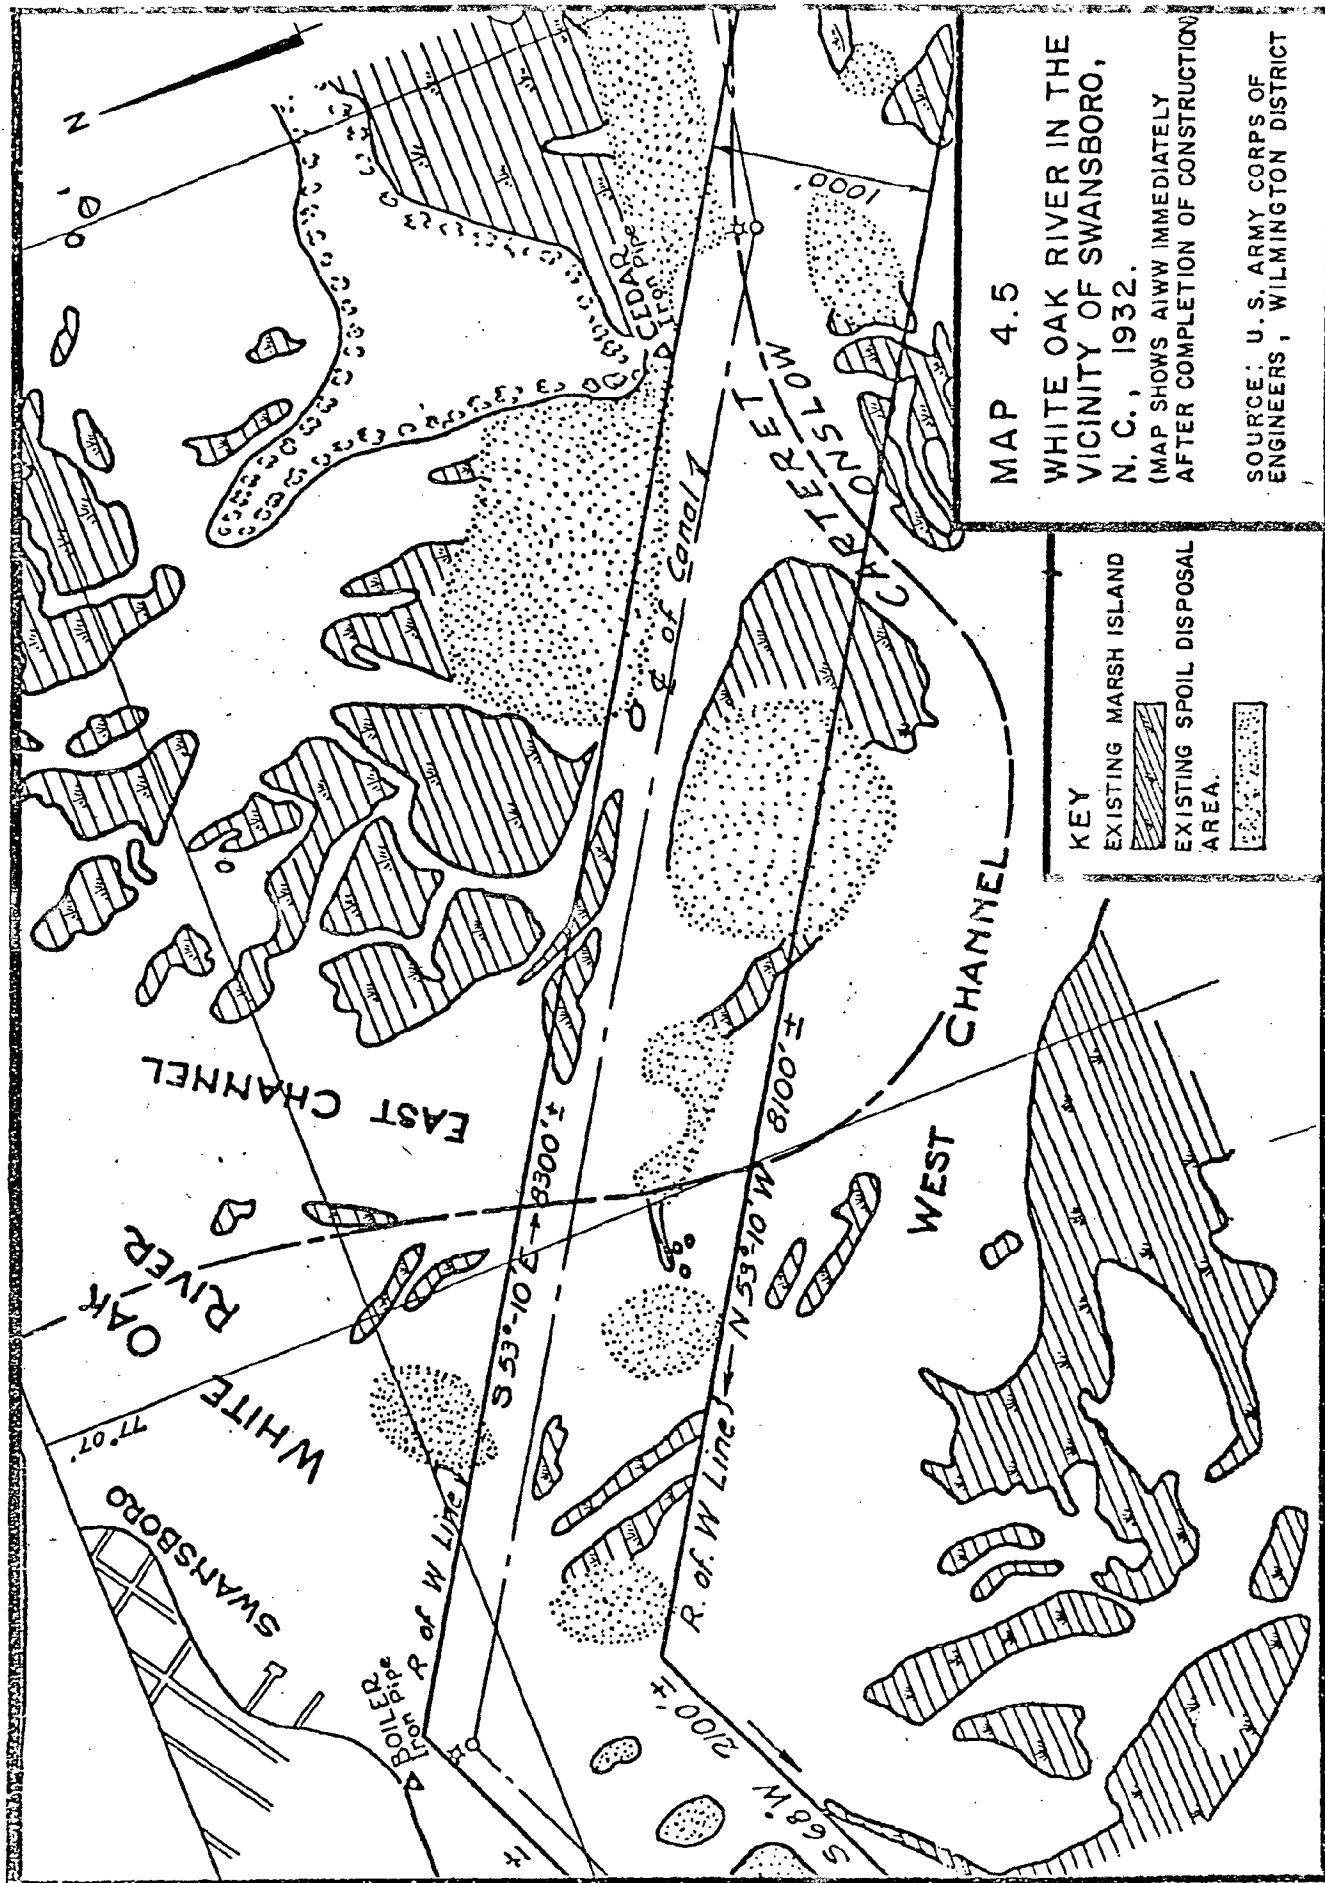 MAP 4.5
WHITE OAK RIVER IN THE
VICINITY OF SWANSBORO,
N. C., 1932.
(MAP SHOWS AIWW IMMEDIATELY
AFTER COMPLETION OF CONSTRUCTION)
SOURCE: U. S. ARMY CORPS OF
ENGINEERS, WILMINGTON DISTRICT
KEY
EXISTING MARSH ISLAND
EXISTING SPOIL DISPOSAL
AREA.
N
0'
77° 07'
SWANSBORO
WHITE
OAK
RIVER
EAST CHANNEL
WEST
CHANNEL
CARTERET
ONSLOW
CEDAR
Iron Pipe
BOILER
Iron Pipe
R of W Line
S 53°-10' E → 8300' ±
℄ of Canal
1000'
R. of. W Line
← N 53°-10' W 8100' ±
2100' ±
S 68° W
±